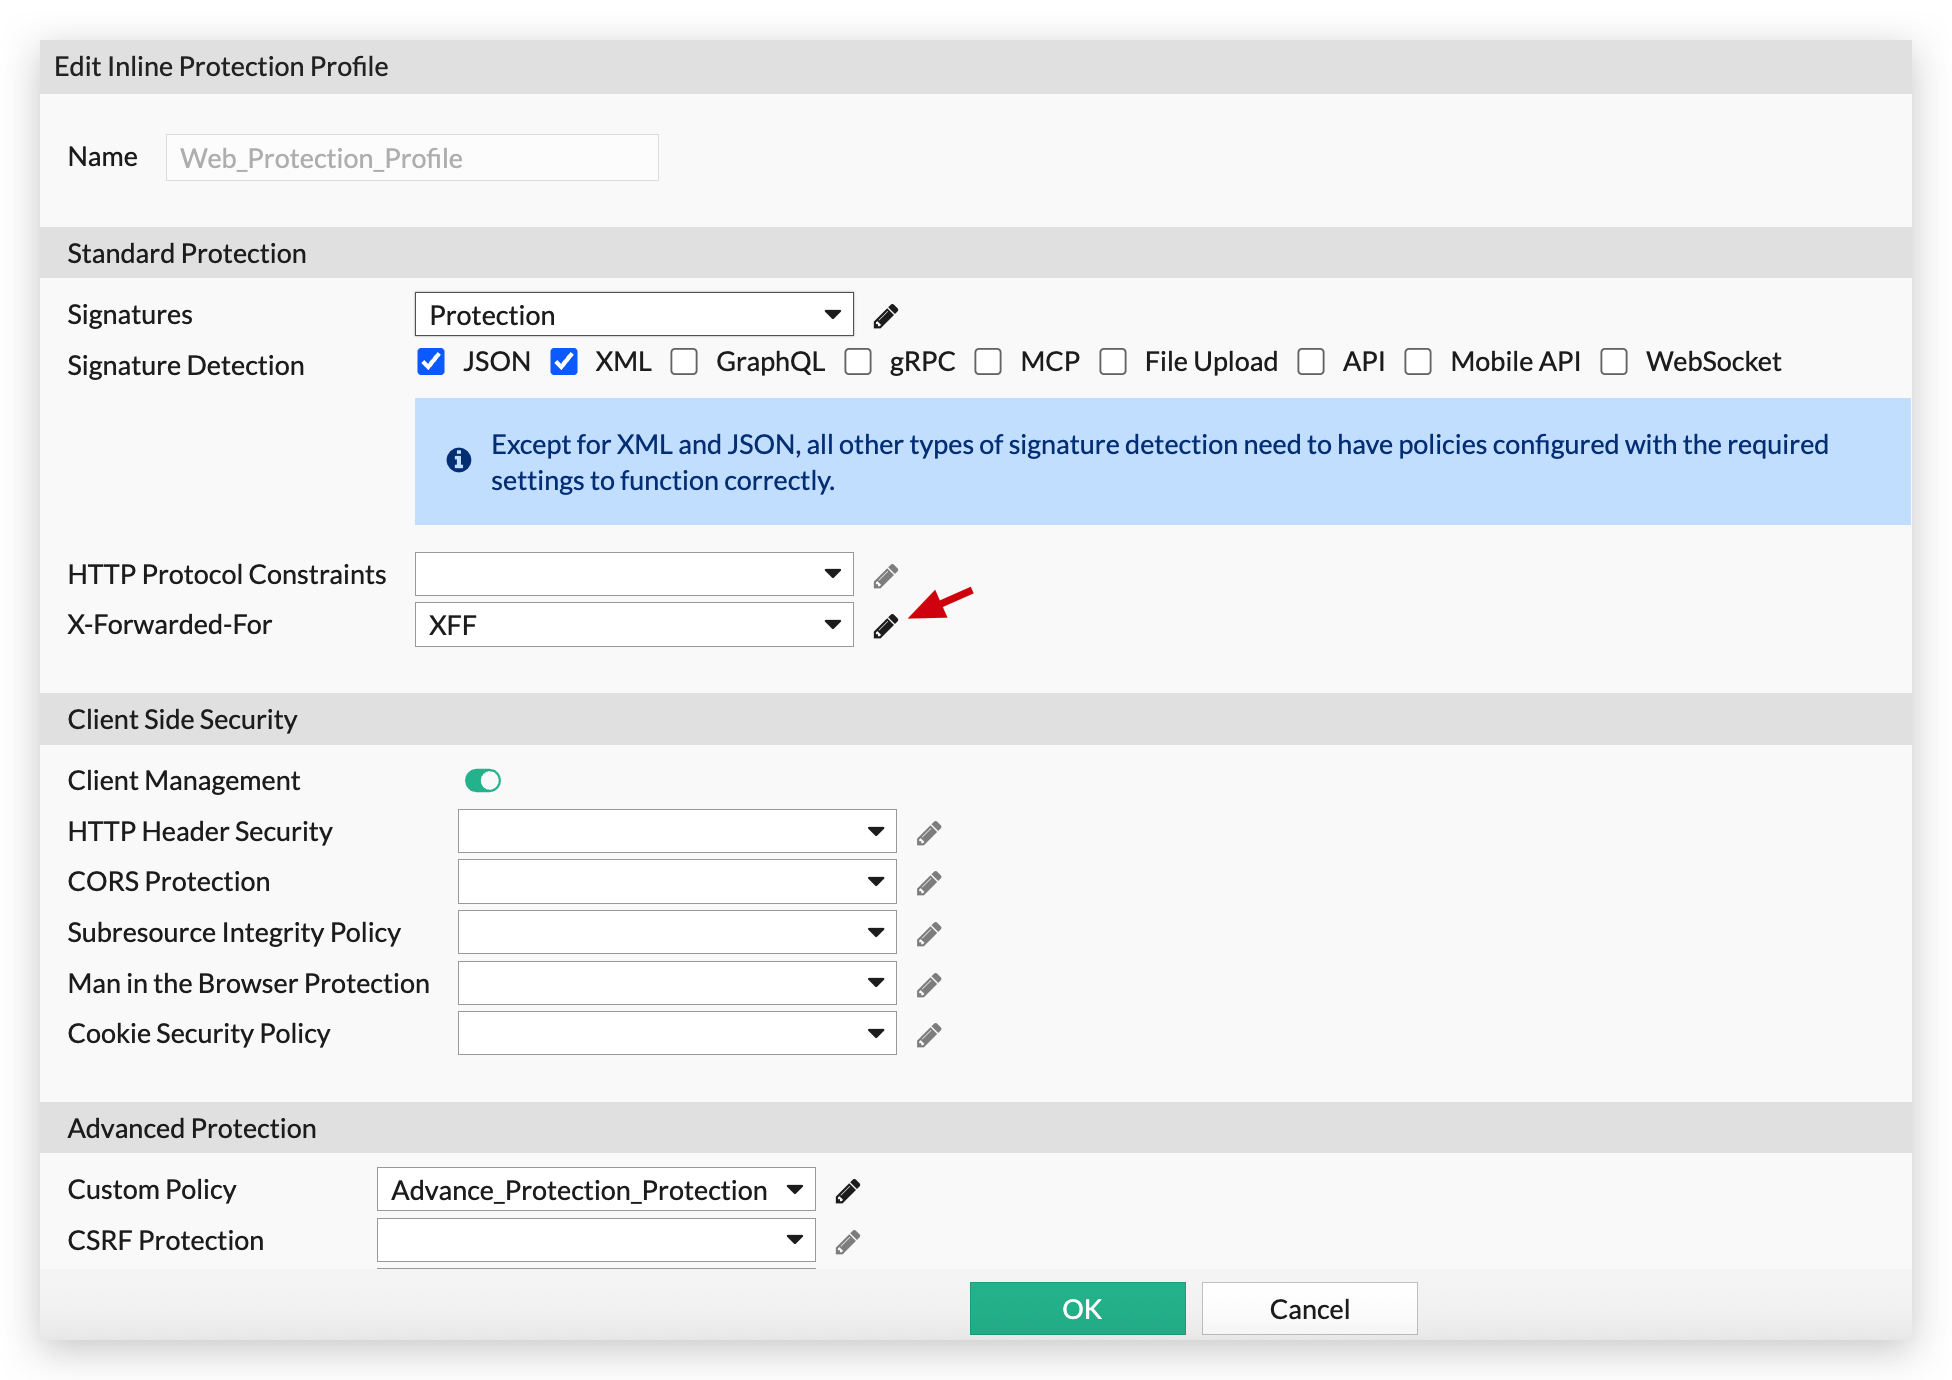 Edit Inline Protection Profile
Name Web_Protection_Profile
Standard Protection
Signatures Protection
Signature Detection JSON XML GraphQL gRPC MCP File Upload API Mobile API WebSocket
Except for XML and JSON, all other types of signature detection need to have policies configured with the required
settings to function correctly.
HTTP Protocol Constraints
X-Forwarded-For XFF
Client Side Security
Client Management
HTTP Header Security
CORS Protection
Subresource Integrity Policy
Man in the Browser Protection
Cookie Security Policy
Advanced Protection
Custom Policy Advance_Protection_Protection
CSRF Protection
OK Cancel